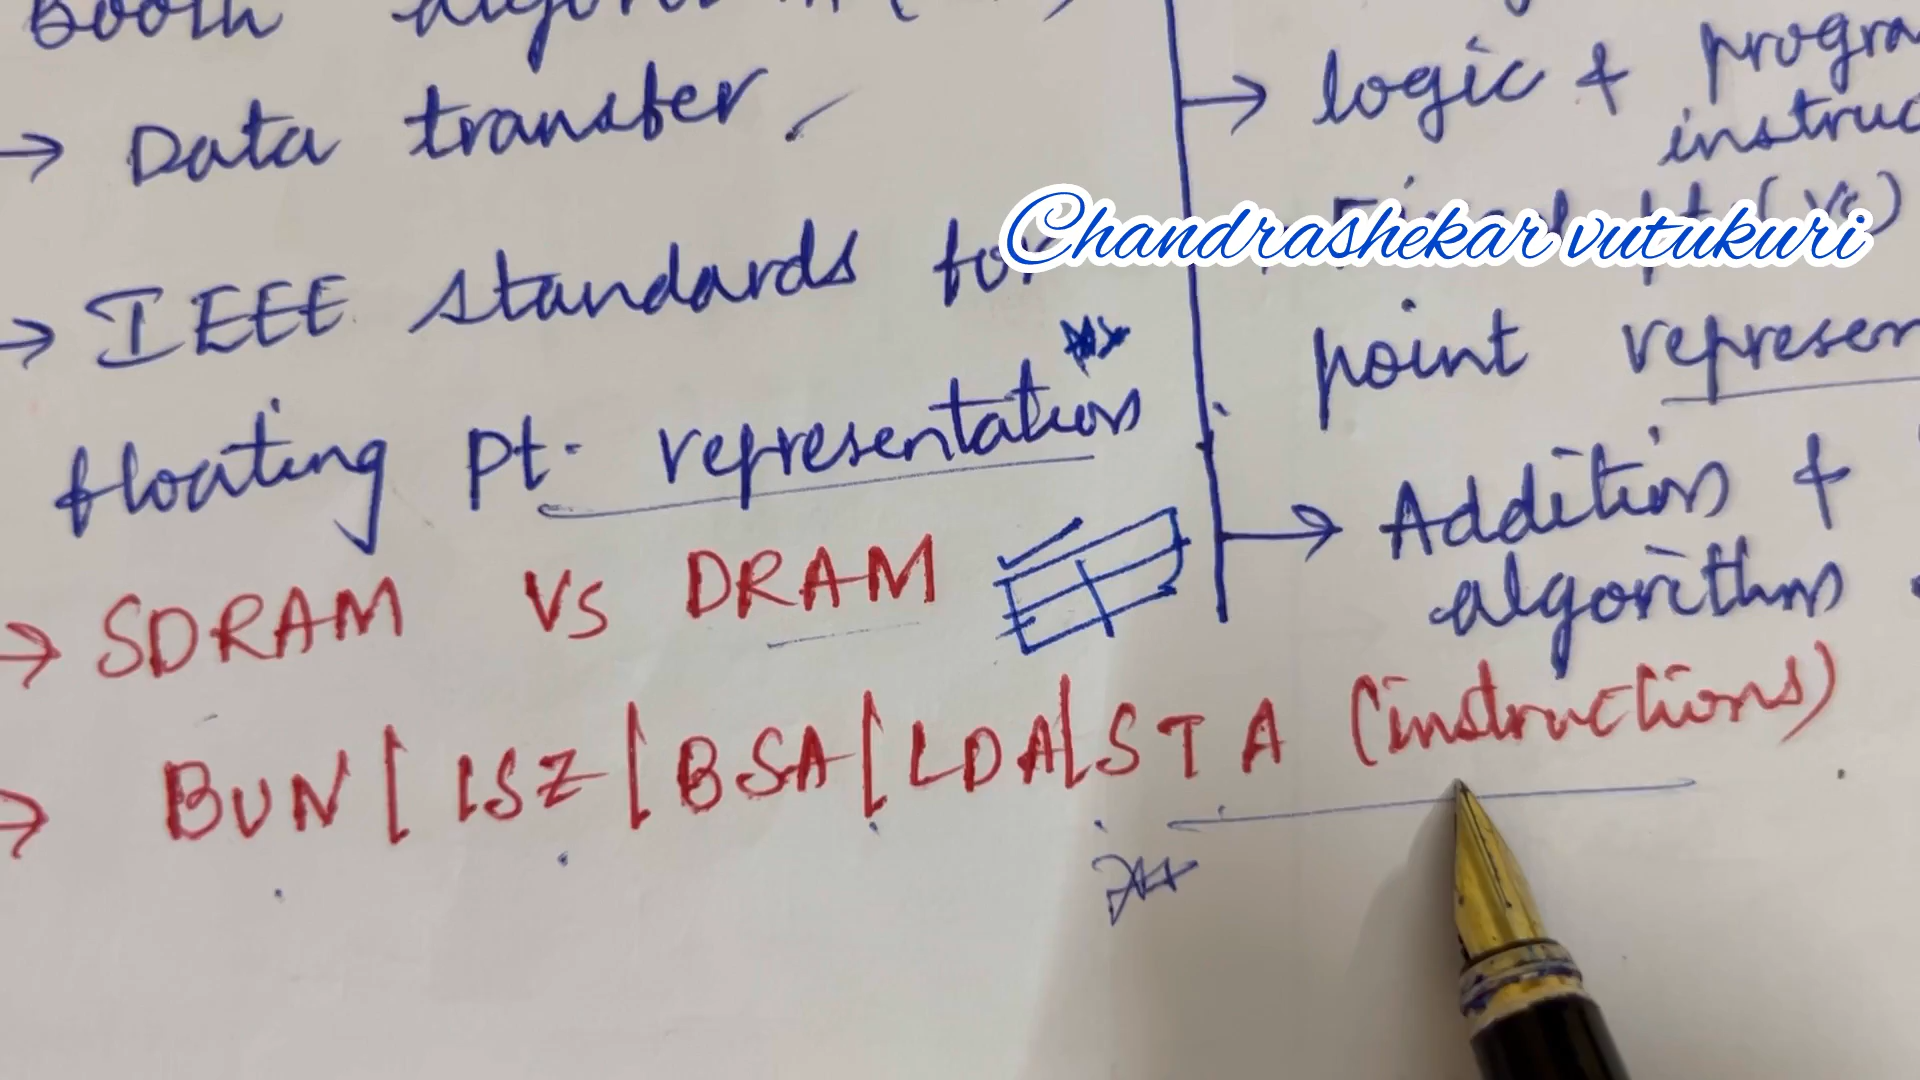 Booth
→ Data transfer
→ IEEE standards for
floating Pt. representation
→ SDRAM Vs DRAM
→ BUN | ISZ | BSA | LDA | STA (instructions)
→ logic & progra
instruc
point represen
→ Addition &
algorithm
Chandrashekar vutukuri